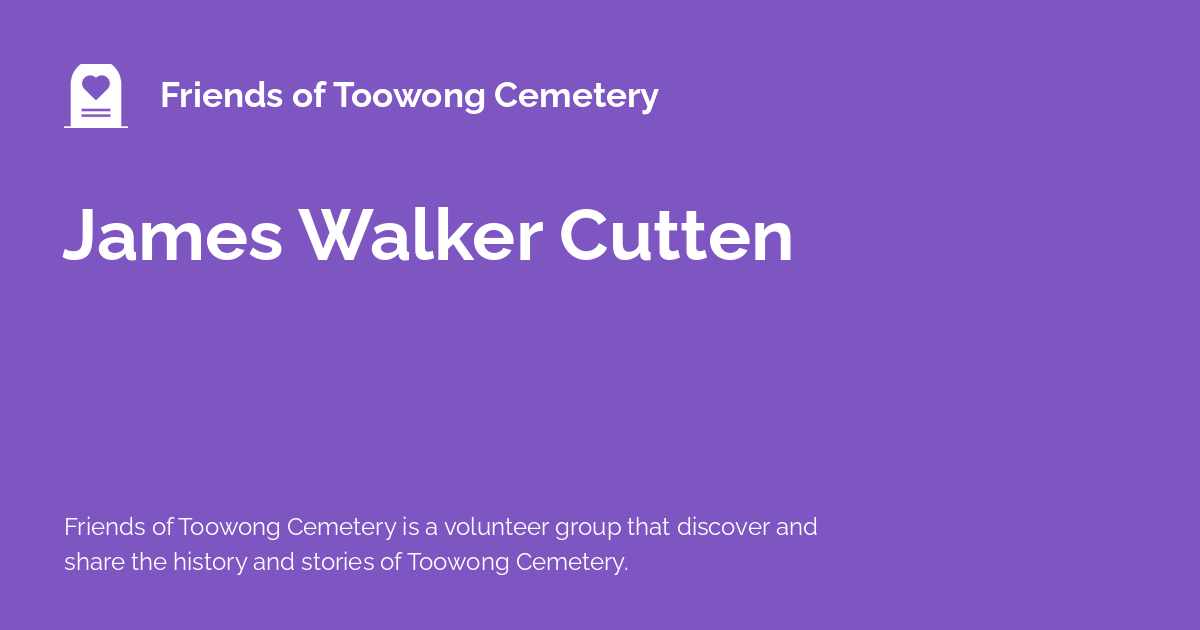 Friends of Toowong Cemetery
James Walker Cutten
Friends of Toowong Cemetery is a volunteer group that discover and
share the history and stories of Toowong Cemetery.